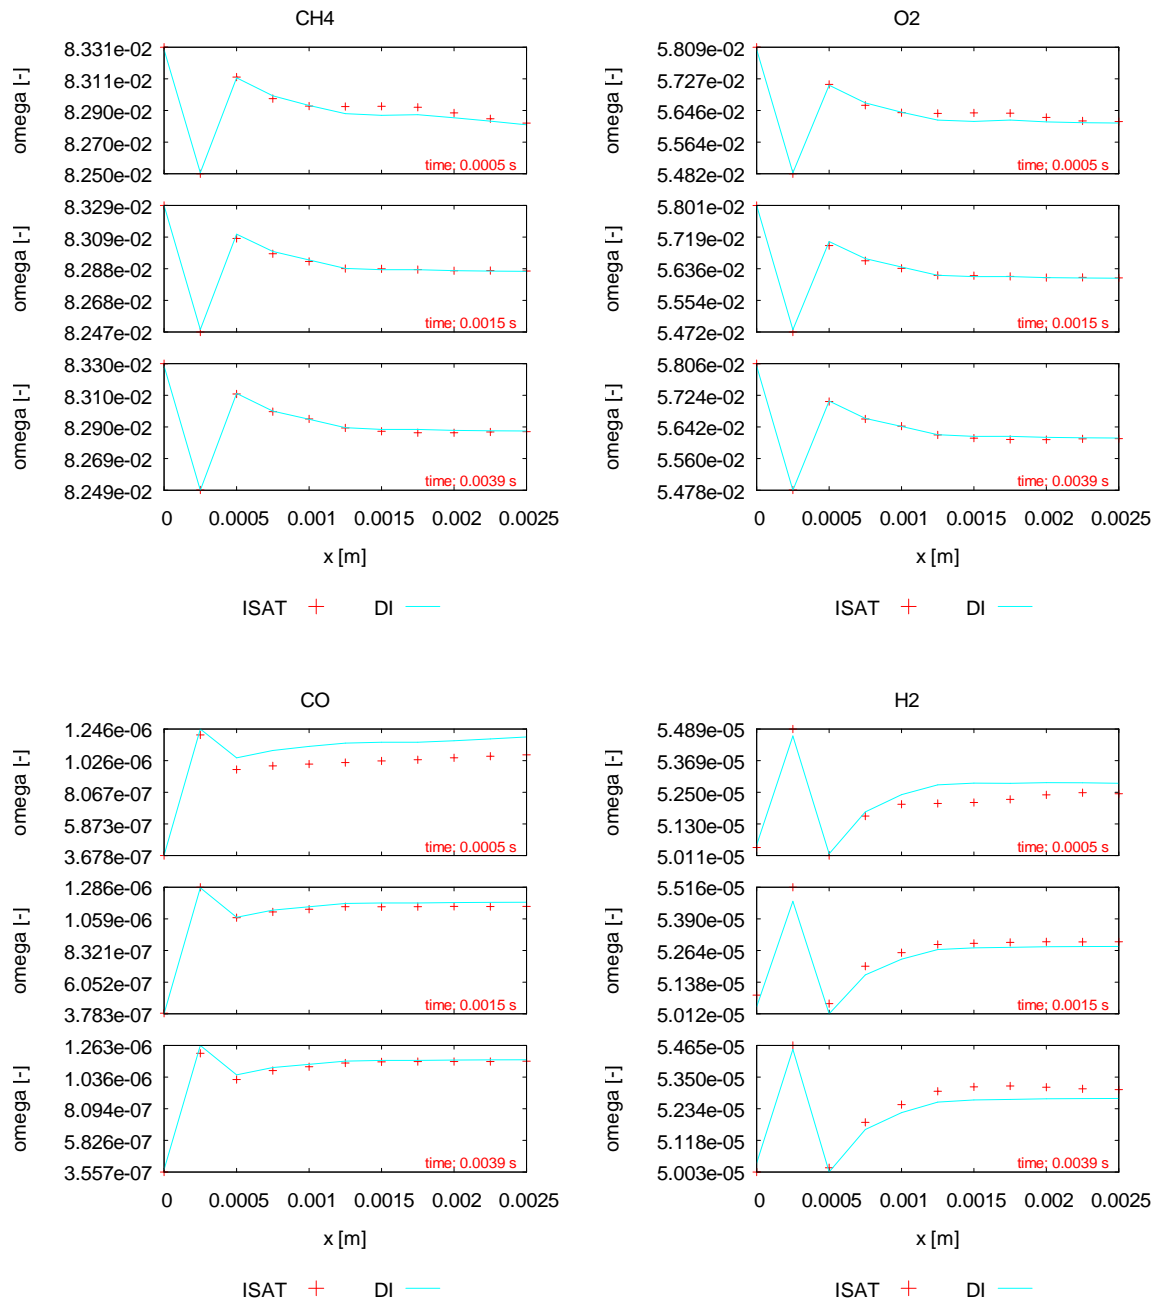 CH4
8.331e-02
8.311e-02
8.290e-02
8.270e-02
8.250e-02
omega [-]
time; 0.0005 s
8.329e-02
8.309e-02
8.288e-02
8.268e-02
8.247e-02
omega [-]
time; 0.0015 s
8.330e-02
8.310e-02
8.290e-02
8.269e-02
8.249e-02
omega [-]
time; 0.0039 s
0 0.0005 0.001 0.0015 0.002 0.0025
x [m]
ISAT DI
O2
5.809e-02
5.727e-02
5.646e-02
5.564e-02
5.482e-02
omega [-]
time; 0.0005 s
5.801e-02
5.719e-02
5.636e-02
5.554e-02
5.472e-02
omega [-]
time; 0.0015 s
5.806e-02
5.724e-02
5.642e-02
5.560e-02
5.478e-02
omega [-]
time; 0.0039 s
0 0.0005 0.001 0.0015 0.002 0.0025
x [m]
ISAT DI
CO
1.246e-06
1.026e-06
8.067e-07
5.873e-07
3.678e-07
omega [-]
time; 0.0005 s
1.286e-06
1.059e-06
8.321e-07
6.052e-07
3.783e-07
omega [-]
time; 0.0015 s
1.263e-06
1.036e-06
8.094e-07
5.826e-07
3.557e-07
omega [-]
time; 0.0039 s
0 0.0005 0.001 0.0015 0.002 0.0025
x [m]
ISAT DI
H2
5.489e-05
5.369e-05
5.250e-05
5.130e-05
5.011e-05
omega [-]
time; 0.0005 s
5.516e-05
5.390e-05
5.264e-05
5.138e-05
5.012e-05
omega [-]
time; 0.0015 s
5.465e-05
5.350e-05
5.234e-05
5.118e-05
5.003e-05
omega [-]
time; 0.0039 s
0 0.0005 0.001 0.0015 0.002 0.0025
x [m]
ISAT DI